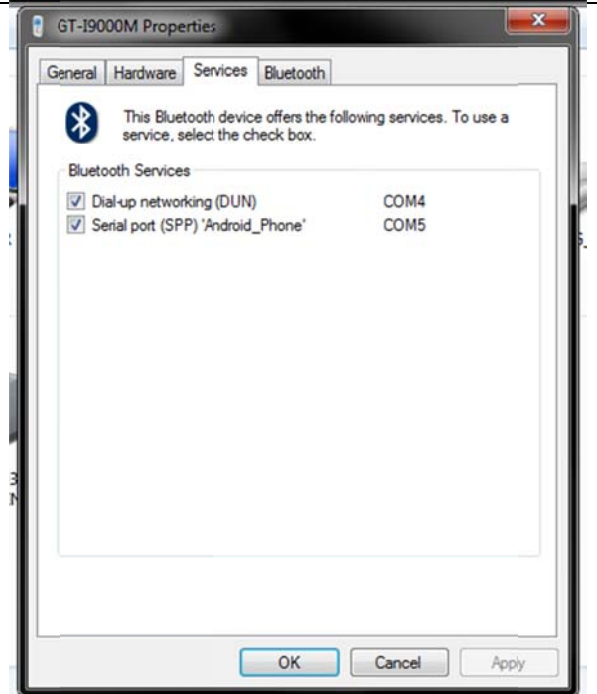 GT-I9000M Properties
General Hardware Services Bluetooth
This Bluetooth device offers the following services. To use a
service, select the check box.
Bluetooth Services
Dial-up networking (DUN) COM4
Serial port (SPP) 'Android_Phone' COM5
OK Cancel Apply